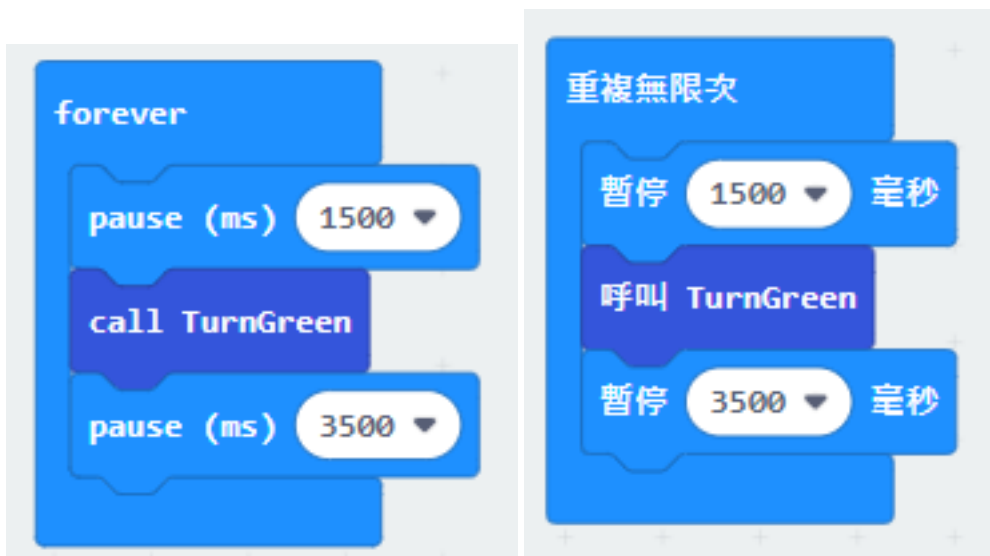 forever
pause (ms) 1500
call TurnGreen
pause (ms) 3500
重複無限次
暫停 1500 毫秒
呼叫 TurnGreen
暫停 3500 毫秒